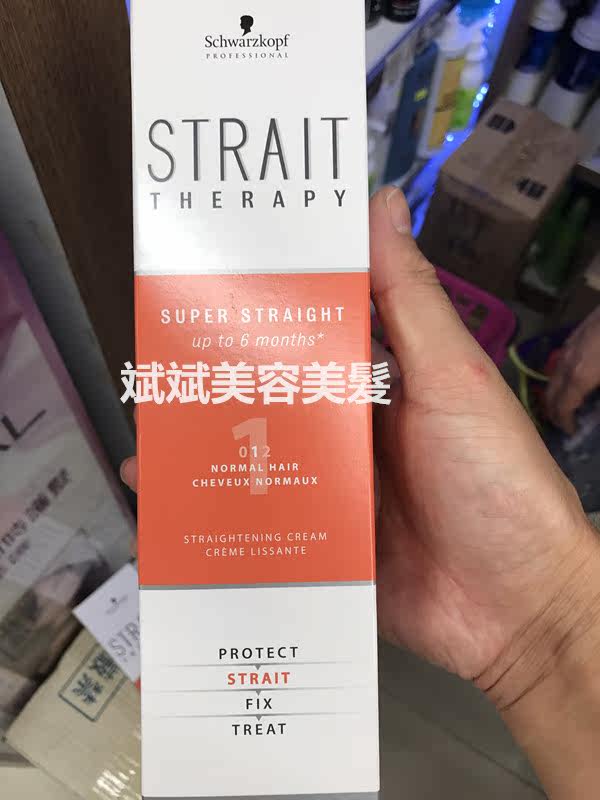 Schwarzkopf
PROFESSIONAL
STRAIT
THERAPY
SUPER STRAIGHT
up to 6 months*
斌斌美容美髮
1
012
NORMAL HAIR
CHEVEUX NORMAUX
STRAIGHTENING CREAM
CRÈME LISSANTE
PROTECT
STRAIT
FIX
TREAT